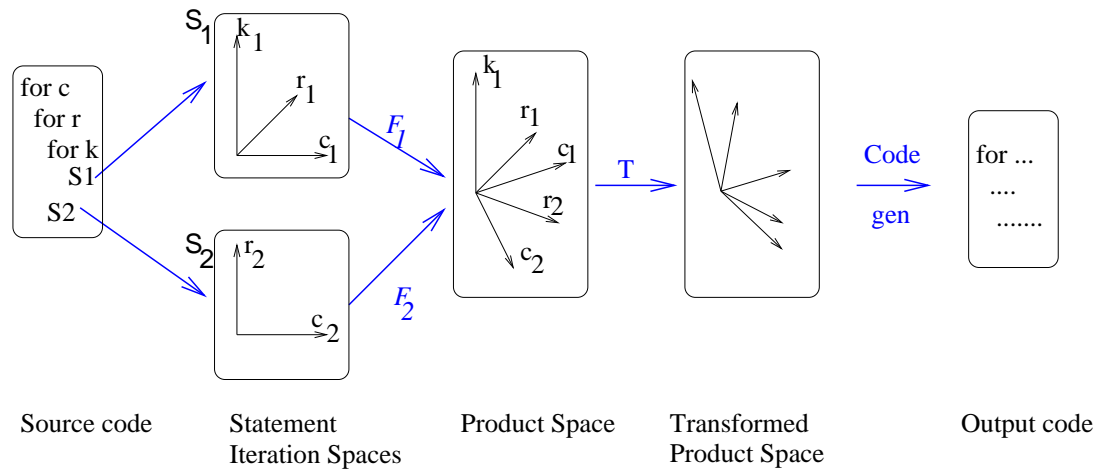 for c
for r
for k
S1
S2
S1
k1
r1
c1
S2
r2
c2
F1
F2
k1
r1
c1
r2
c2
T
Code
gen
for ...
....
.......
Source code
Statement
Iteration Spaces
Product Space
Transformed
Product Space
Output code